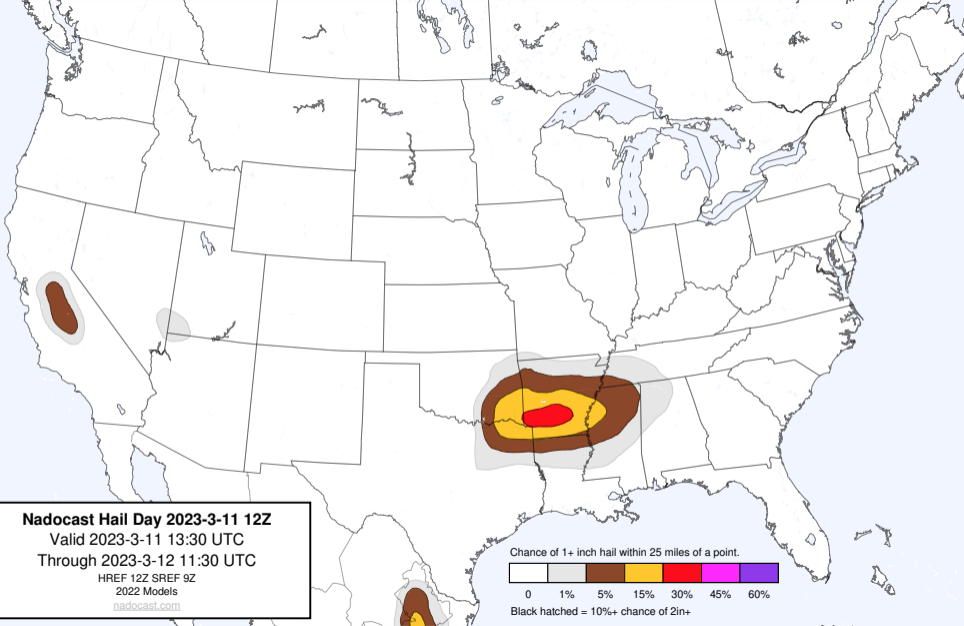 Nadocast Hail Day 2023-3-11 12Z
Valid 2023-3-11 13:30 UTC
Through 2023-3-12 11:30 UTC
HREF 12Z SREF 9Z
2022 Models
nadocast.com
Chance of 1+ inch hail within 25 miles of a point.
0 1% 5% 15% 30% 45% 60%
Black hatched = 10%+ chance of 2in+